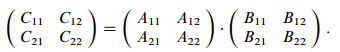 ( C11 C12 ) = ( A11 A12 ) · ( B11 B12 ) .
( C21 C22 ) ( A21 A22 ) ( B21 B22 )